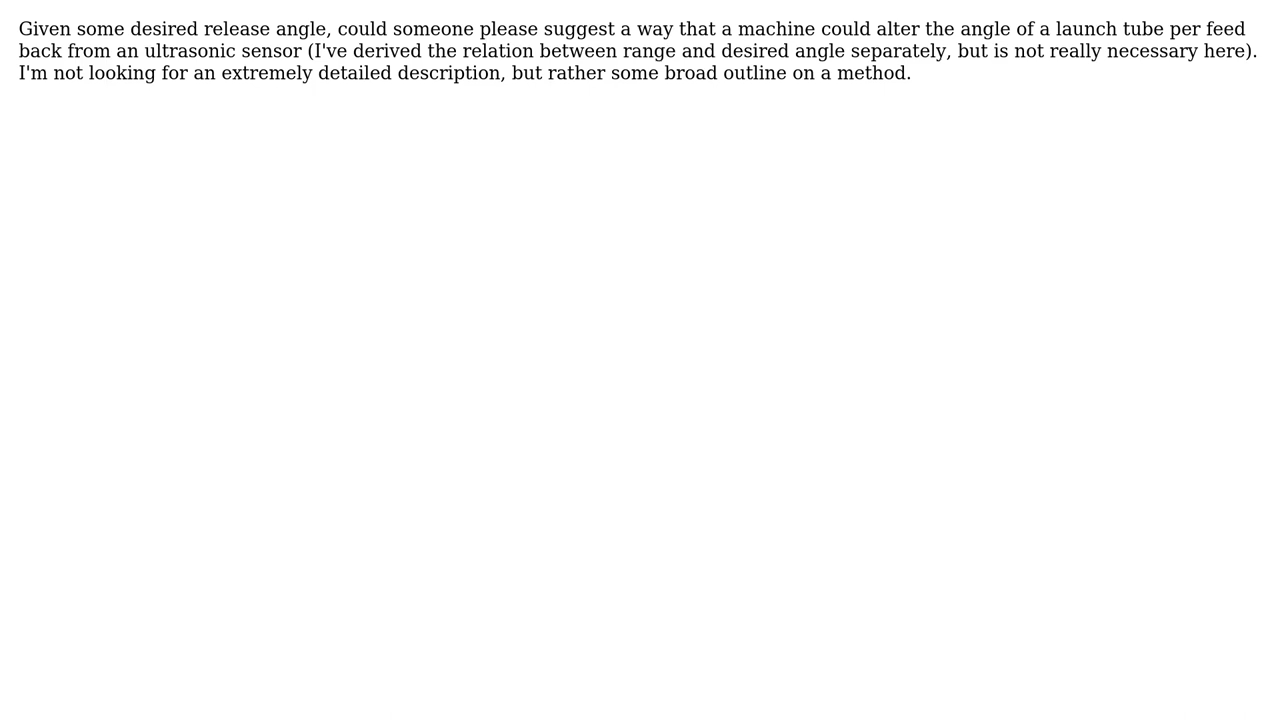 Given some desired release angle, could someone please suggest a way that a machine could alter the angle of a launch tube per feed
back from an ultrasonic sensor (I've derived the relation between range and desired angle separately, but is not really necessary here).
I'm not looking for an extremely detailed description, but rather some broad outline on a method.